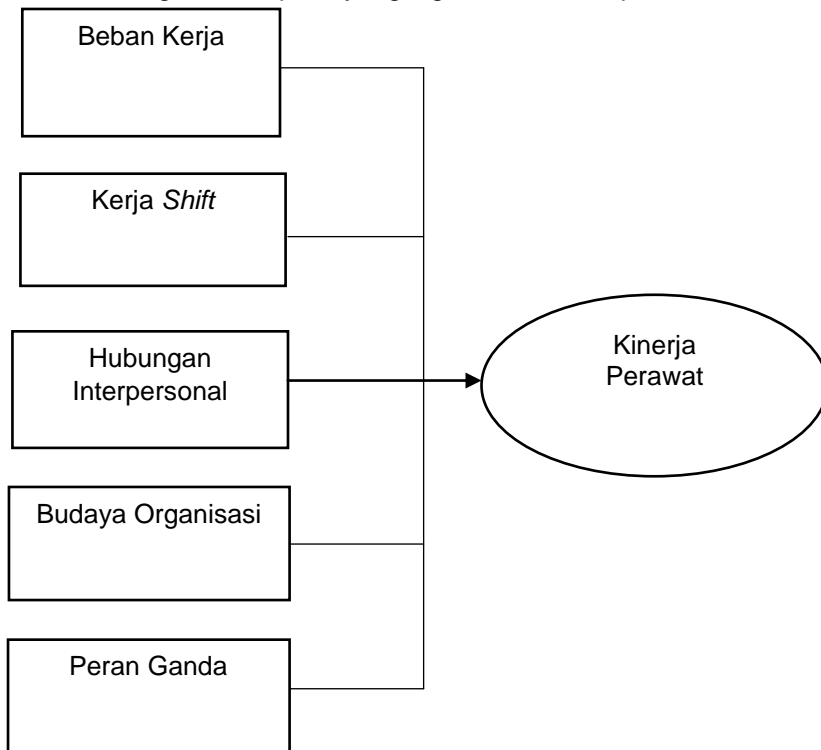 Beban Kerja
Kerja Shift
Hubungan
Interpersonal
Kinerja
Perawat
Budaya Organisasi
Peran Ganda